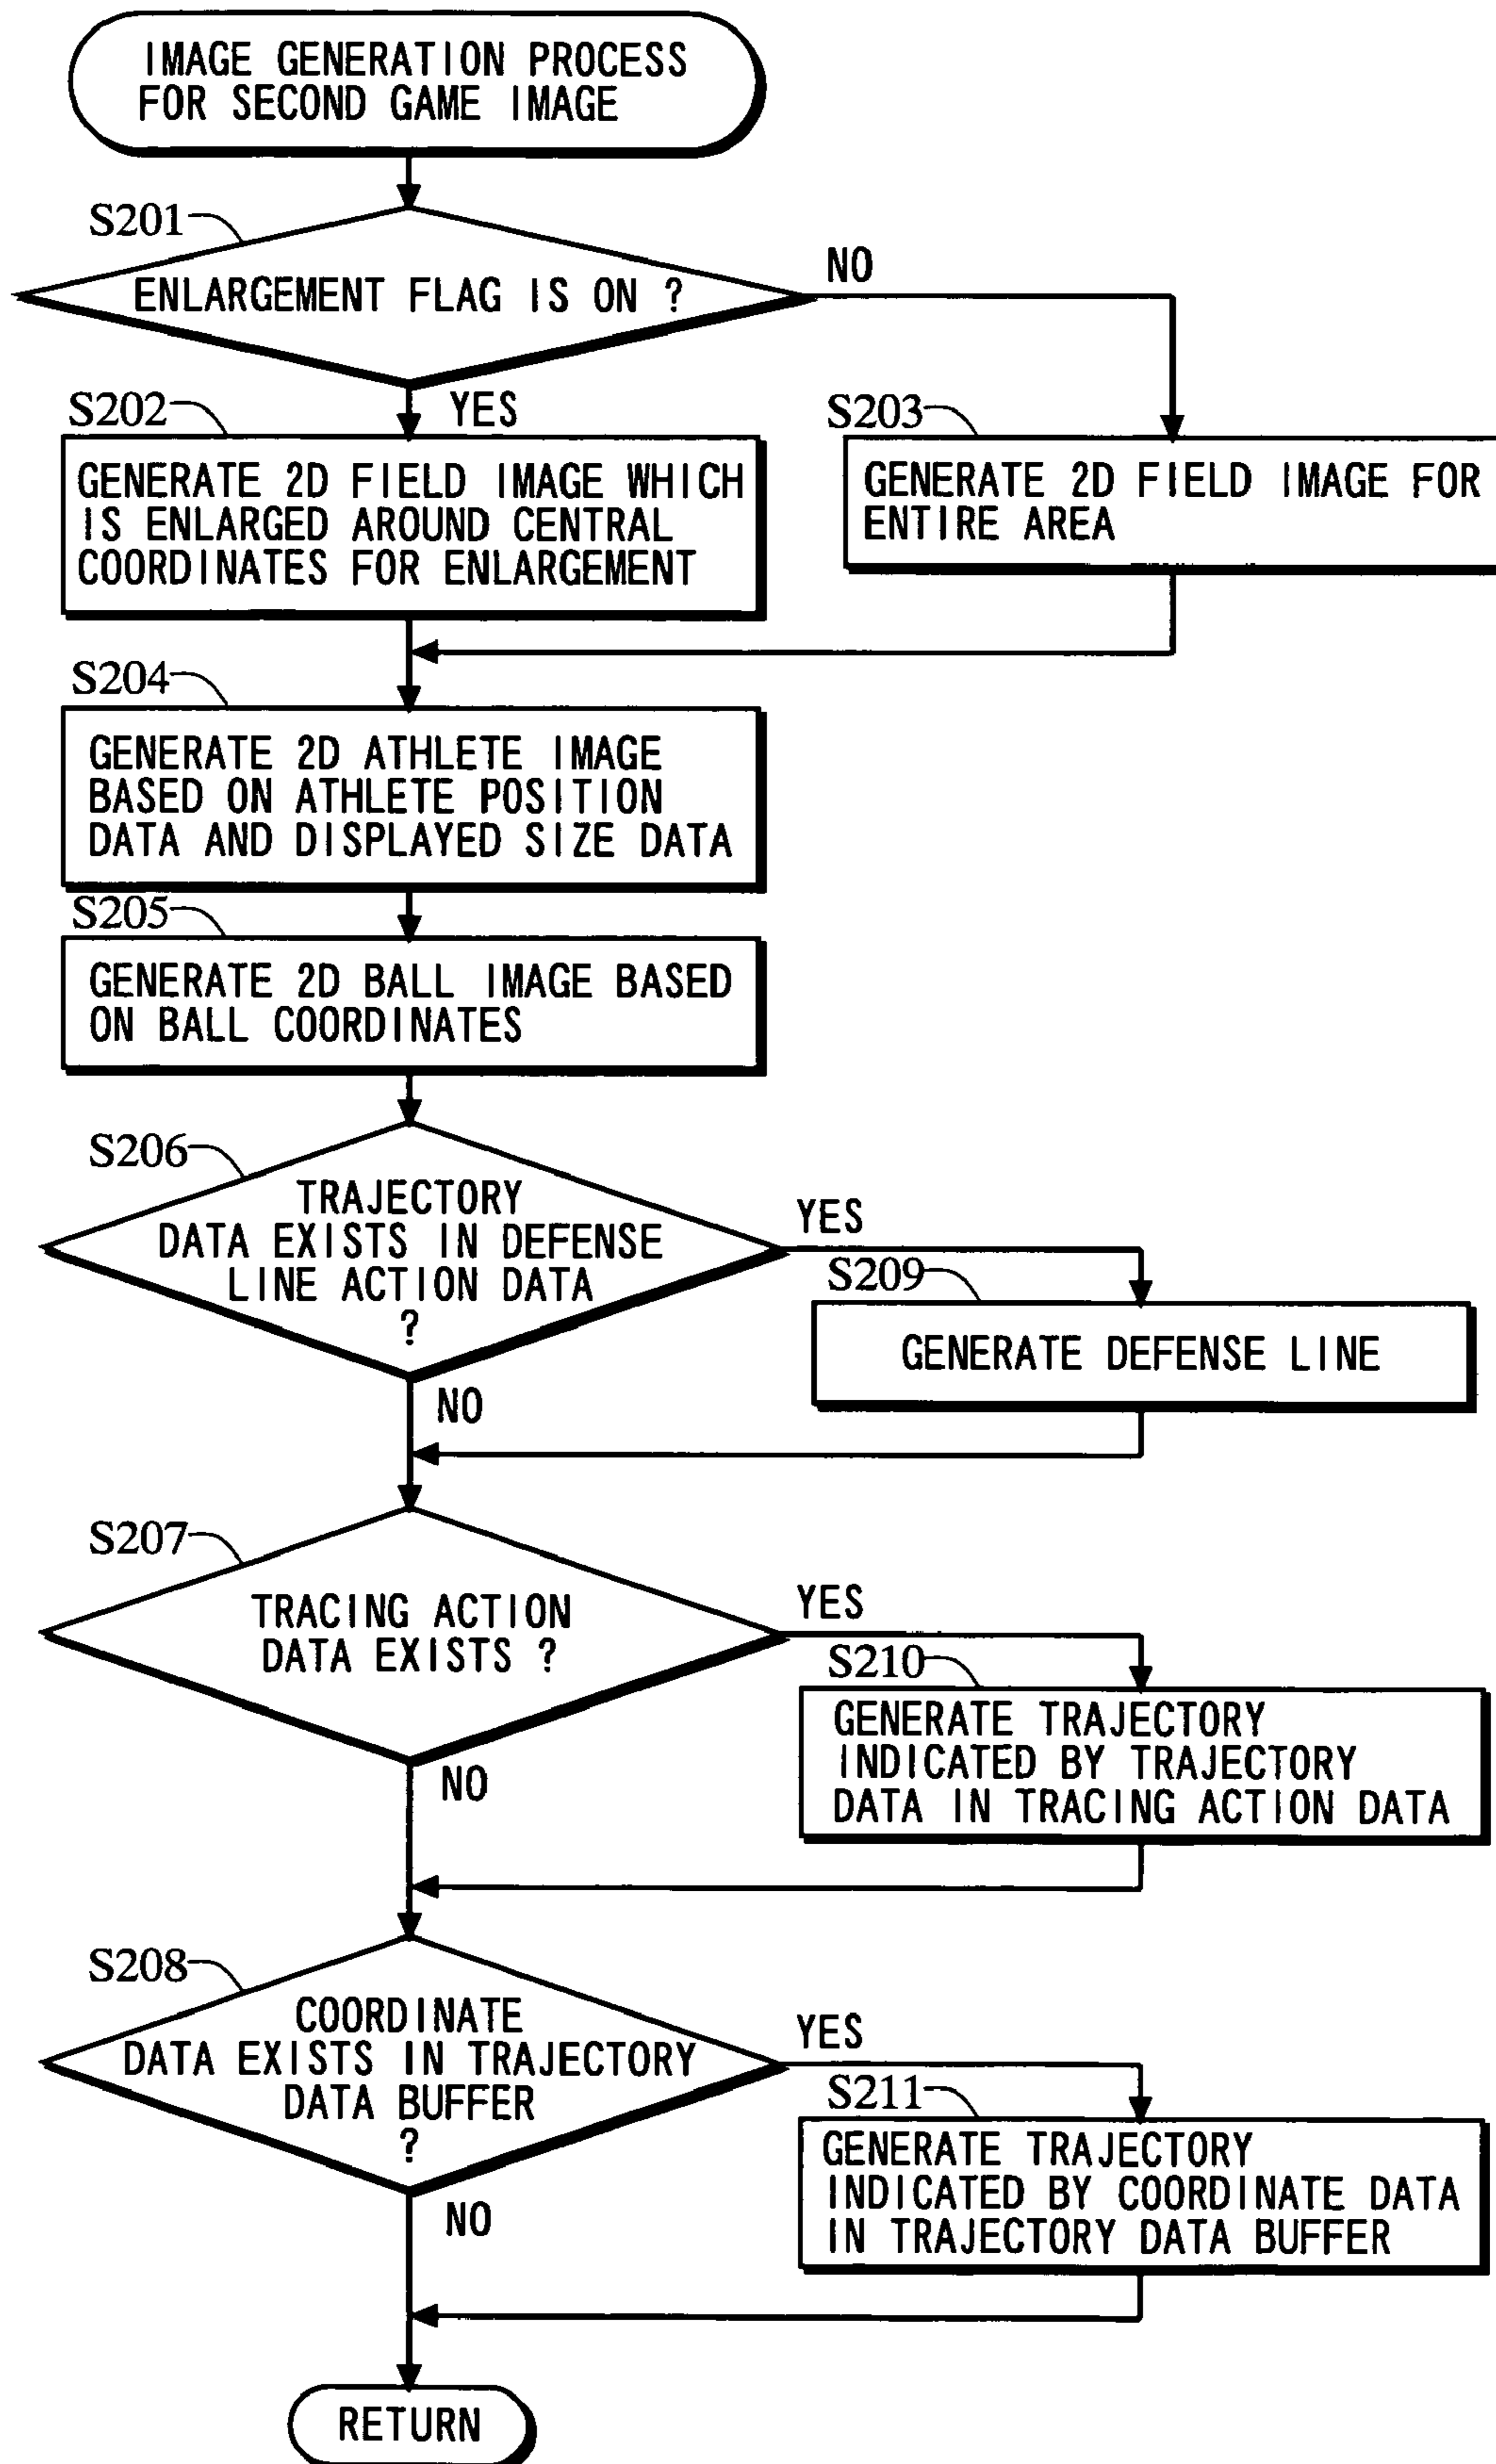 IMAGE GENERATION PROCESS
FOR SECOND GAME IMAGE
S201
ENLARGEMENT FLAG IS ON ?
NO
YES
S202
GENERATE 2D FIELD IMAGE WHICH
IS ENLARGED AROUND CENTRAL
COORDINATES FOR ENLARGEMENT
S203
GENERATE 2D FIELD IMAGE FOR
ENTIRE AREA
S204
GENERATE 2D ATHLETE IMAGE
BASED ON ATHLETE POSITION
DATA AND DISPLAYED SIZE DATA
S205
GENERATE 2D BALL IMAGE BASED
ON BALL COORDINATES
S206
TRAJECTORY
DATA EXISTS IN DEFENSE
LINE ACTION DATA
?
YES
S209
GENERATE DEFENSE LINE
NO
S207
TRACING ACTION
DATA EXISTS ?
YES
S210
GENERATE TRAJECTORY
INDICATED BY TRAJECTORY
DATA IN TRACING ACTION DATA
NO
S208
COORDINATE
DATA EXISTS IN TRAJECTORY
DATA BUFFER
?
YES
S211
GENERATE TRAJECTORY
INDICATED BY COORDINATE DATA
IN TRAJECTORY DATA BUFFER
NO
RETURN